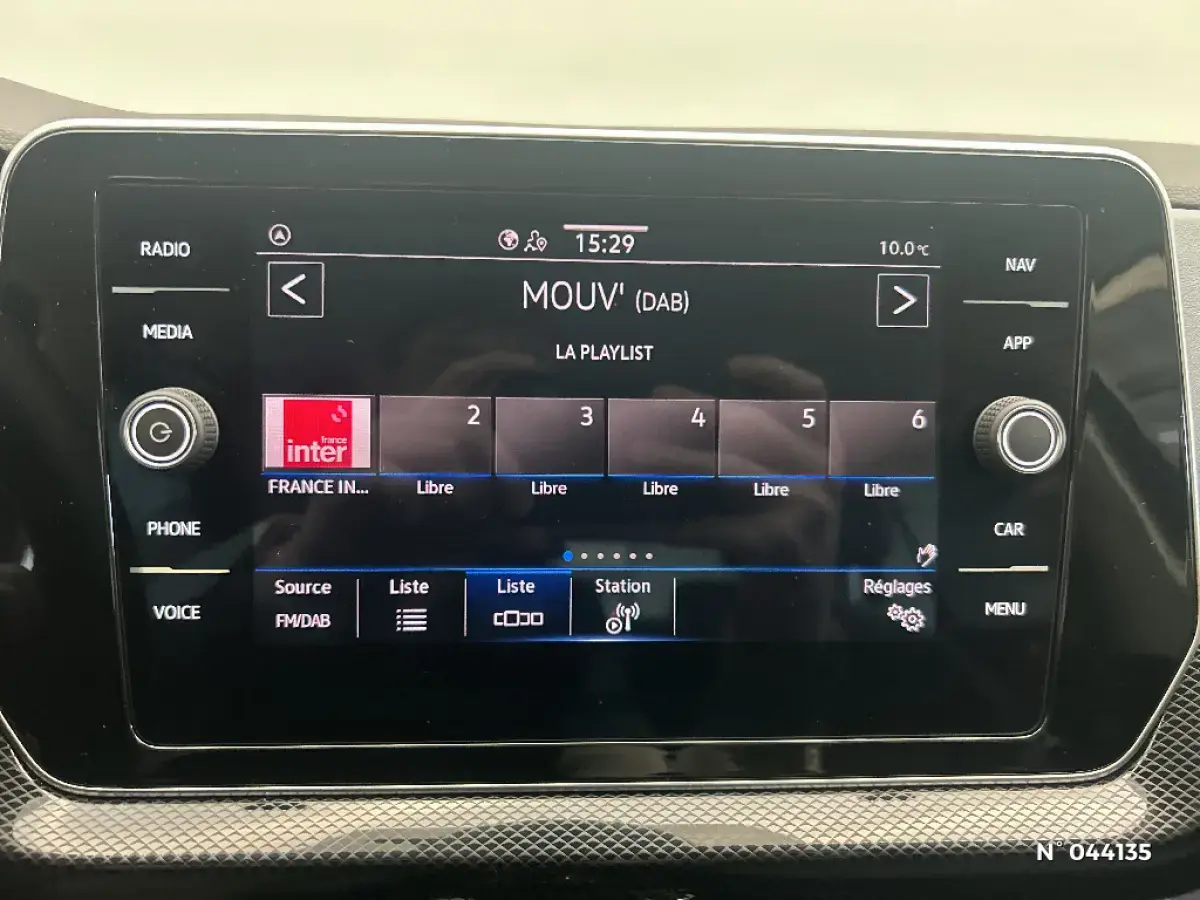 RADIO
MEDIA
PHONE
VOICE
15:29
10.0°C
<
MOUV' (DAB)
>
LA PLAYLIST
france
inter
2
3
4
5
6
FRANCE IN...
Libre
Libre
Libre
Libre
Libre
Source
FM/DAB
Liste
Liste
Station
Réglages
NAV
APP
CAR
MENU
N° 044135